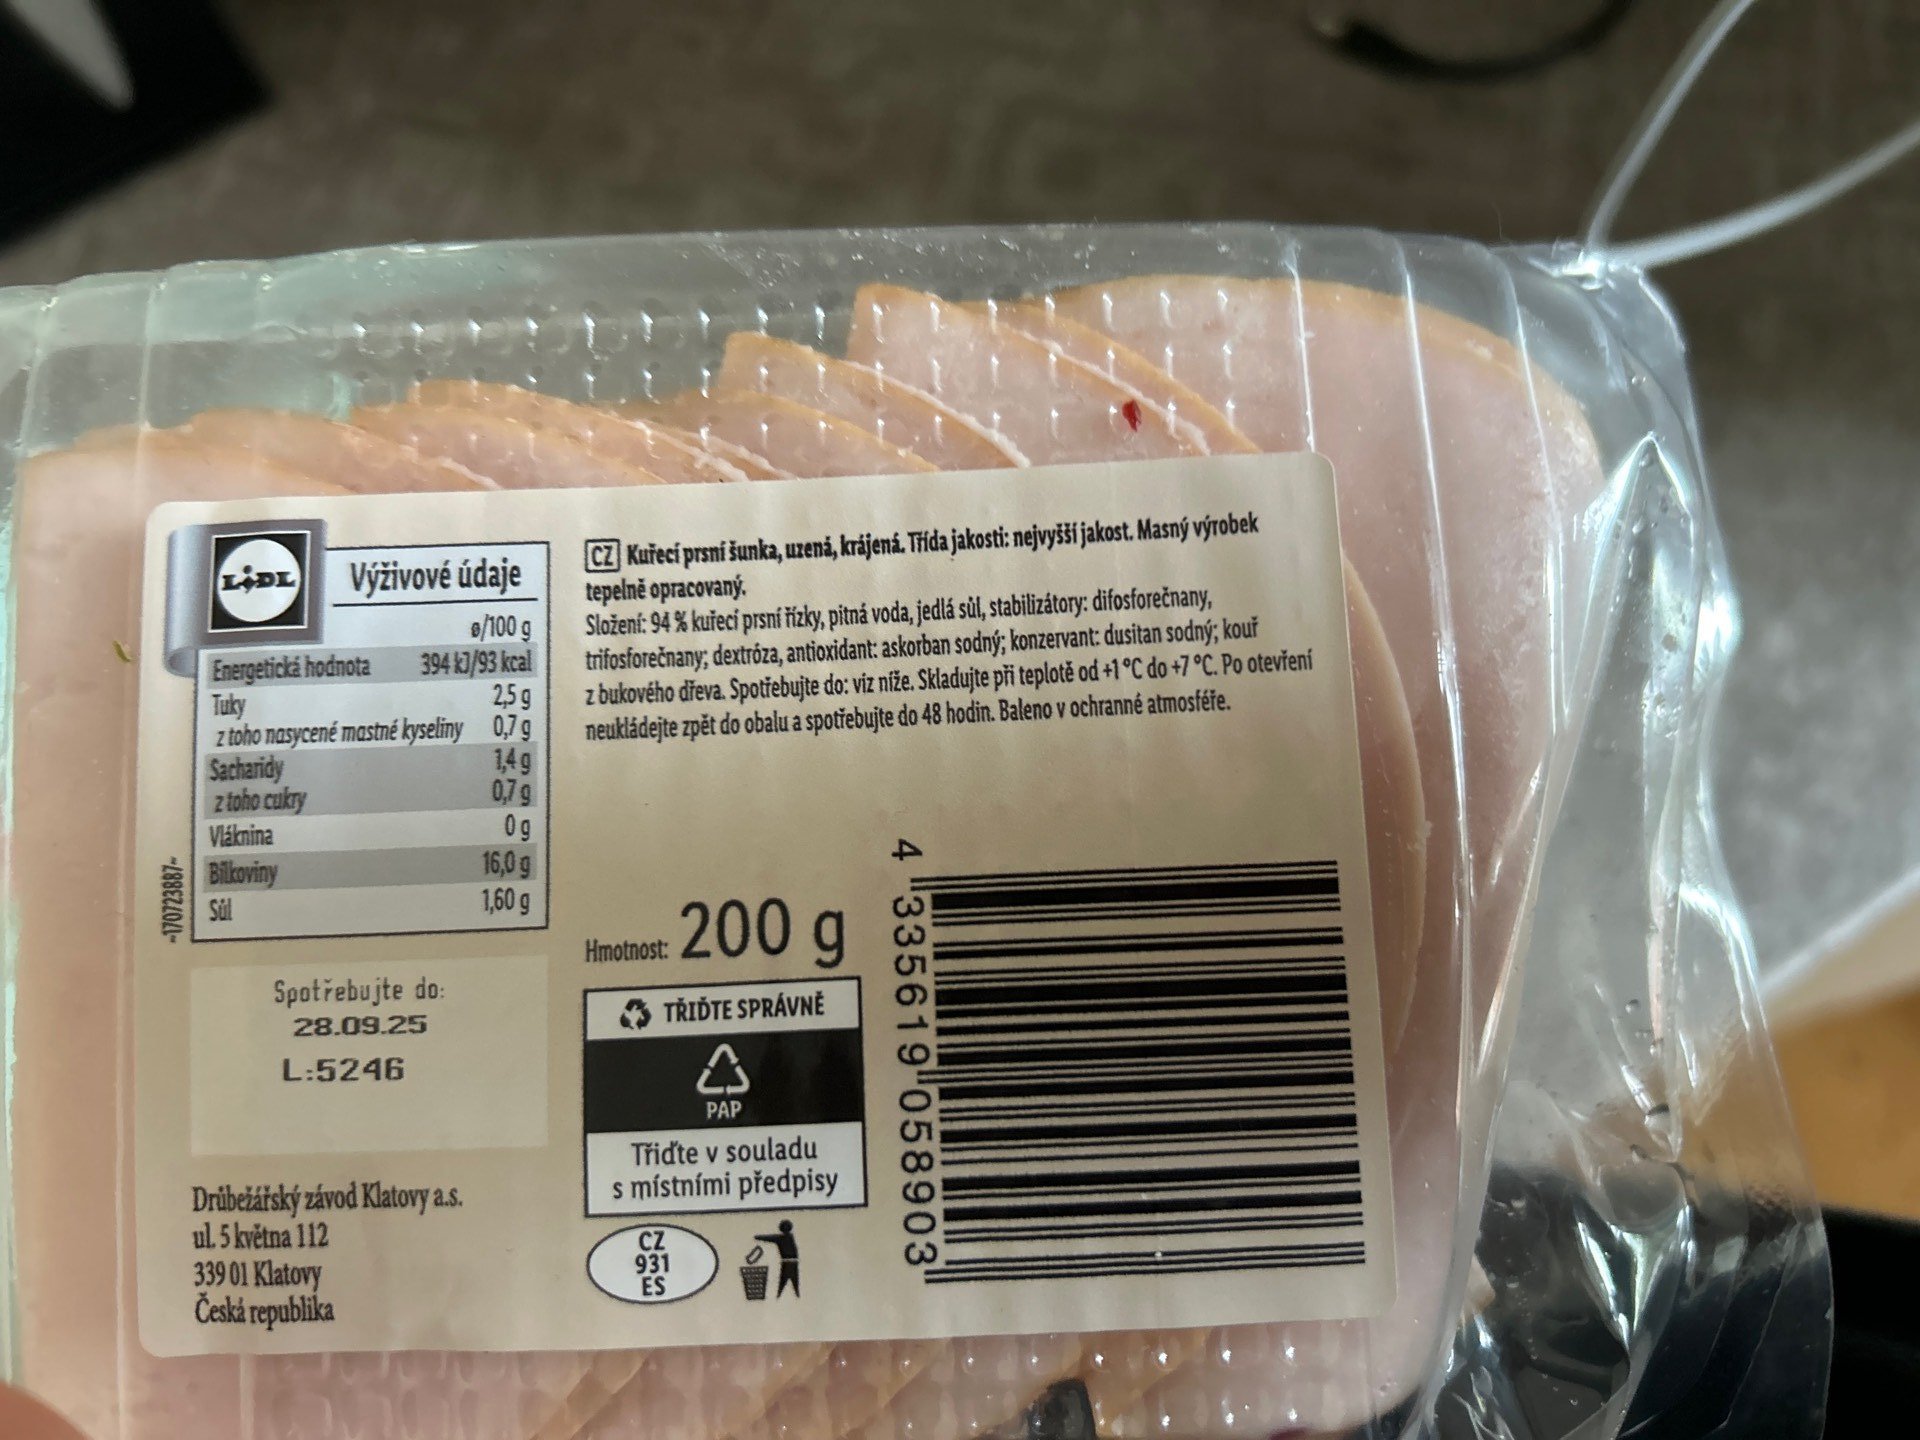 LIDL
Výživové údaje
ø/100 g
Energetická hodnota 394 kJ/93 kcal
Tuky 2,5 g
z toho nasycené mastné kyseliny 0,7 g
Sacharidy 1,4 g
z toho cukry 0,7 g
Vláknina 0 g
Bílkoviny 16,0 g
Sůl 1,60 g
~170723887~
Spotřebujte do:
28.09.25
L:5246
Drůbežářský závod Klatovy a.s.
ul. 5 května 112
339 01 Klatovy
Česká republika
CZ Kuřecí prsní šunka, uzená, krájená. Třída jakosti: nejvyšší jakost. Masný výrobek
tepelně opracovaný.
Složení: 94 % kuřecí prsní řízky, pitná voda, jedlá sůl, stabilizátory: difosforečnany,
trifosforečnany; dextróza, antioxidant: askorban sodný; konzervant: dusitan sodný; kouř
z bukového dřeva. Spotřebujte do: viz níže. Skladujte při teplotě od +1 °C do +7 °C. Po otevření
neukládejte zpět do obalu a spotřebujte do 48 hodin. Baleno v ochranné atmosféře.
Hmotnost: 200 g
TŘIĎTE SPRÁVNĚ
PAP
Třiďte v souladu
s místními předpisy
CZ
931
ES
4 335619 058903